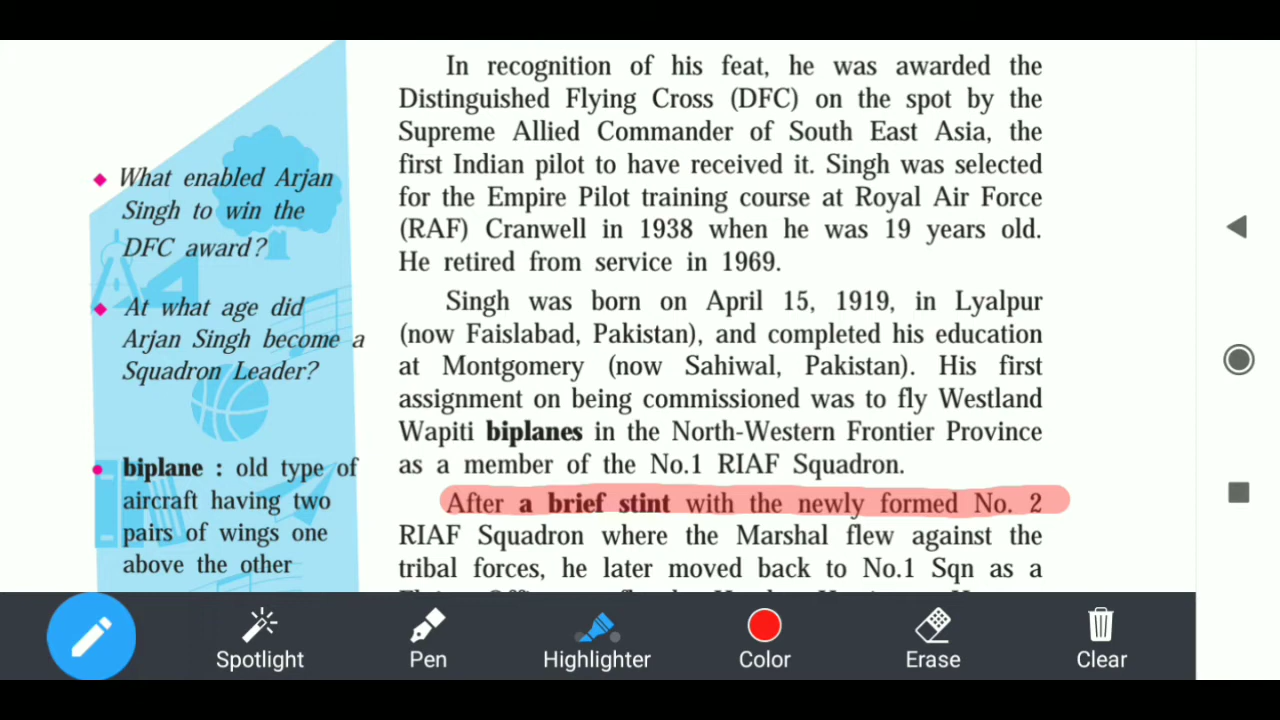 In recognition of his feat, he was awarded the
Distinguished Flying Cross (DFC) on the spot by the
Supreme Allied Commander of South East Asia, the
first Indian pilot to have received it. Singh was selected
for the Empire Pilot training course at Royal Air Force
(RAF) Cranwell in 1938 when he was 19 years old.
He retired from service in 1969.
Singh was born on April 15, 1919, in Lyalpur
(now Faislabad, Pakistan), and completed his education
at Montgomery (now Sahiwal, Pakistan). His first
assignment on being commissioned was to fly Westland
Wapiti biplanes in the North-Western Frontier Province
as a member of the No.1 RIAF Squadron.
After a brief stint with the newly formed No. 2
RIAF Squadron where the Marshal flew against the
tribal forces, he later moved back to No.1 Sqn as a
What enabled Arjan
Singh to win the
DFC award?
At what age did
Arjan Singh become a
Squadron Leader?
biplane : old type of
aircraft having two
pairs of wings one
above the other
Spotlight
Pen
Highlighter
Color
Erase
Clear